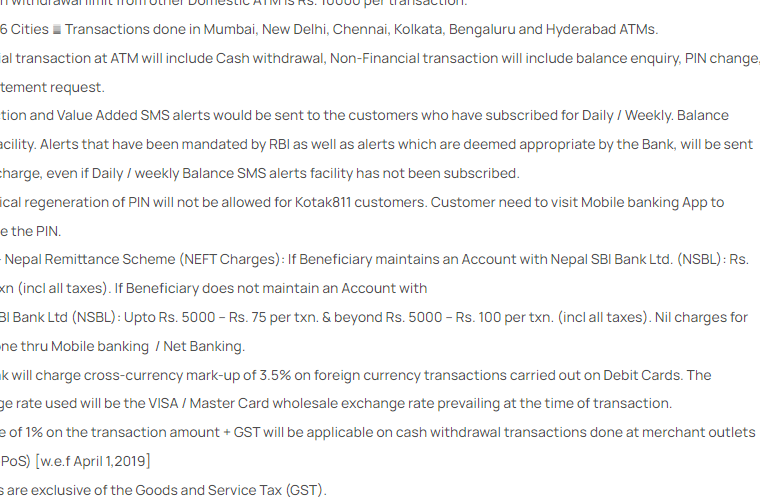 withdrawal limit from other Domestic ATM is Rs. 10000 per transaction.
6 Cities Transactions done in Mumbai, New Delhi, Chennai, Kolkata, Bengaluru and Hyderabad ATMs.
ial transaction at ATM will include Cash withdrawal, Non-Financial transaction will include balance enquiry, PIN change,
tement request.
ction and Value Added SMS alerts would be sent to the customers who have subscribed for Daily / Weekly. Balance
acility. Alerts that have been mandated by RBI as well as alerts which are deemed appropriate by the Bank, will be sent
charge, even if Daily / weekly Balance SMS alerts facility has not been subscribed.
ical regeneration of PIN will not be allowed for Kotak811 customers. Customer need to visit Mobile banking App to
e the PIN.
- Nepal Remittance Scheme (NEFT Charges): If Beneficiary maintains an Account with Nepal SBI Bank Ltd. (NSBL): Rs.
xn (incl all taxes). If Beneficiary does not maintain an Account with
BI Bank Ltd (NSBL): Upto Rs. 5000 – Rs. 75 per txn. & beyond Rs. 5000 – Rs. 100 per txn. (incl all taxes). Nil charges for
one thru Mobile banking / Net Banking.
nk will charge cross-currency mark-up of 3.5% on foreign currency transactions carried out on Debit Cards. The
ge rate used will be the VISA / Master Card wholesale exchange rate prevailing at the time of transaction.
e of 1% on the transaction amount + GST will be applicable on cash withdrawal transactions done at merchant outlets
PoS) [w.e.f April 1,2019]
s are exclusive of the Goods and Service Tax (GST).